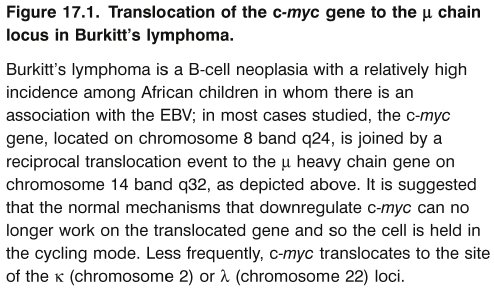 Figure 17.1. Translocation of the c-myc gene to the μ chain
locus in Burkitt's lymphoma.
Burkitt's lymphoma is a B-cell neoplasia with a relatively high
incidence among African children in whom there is an
association with the EBV; in most cases studied, the c-myc
gene, located on chromosome 8 band q24, is joined by a
reciprocal translocation event to the μ heavy chain gene on
chromosome 14 band q32, as depicted above. It is suggested
that the normal mechanisms that downregulate c-myc can no
longer work on the translocated gene and so the cell is held in
the cycling mode. Less frequently, c-myc translocates to the site
of the κ (chromosome 2) or λ (chromosome 22) loci.